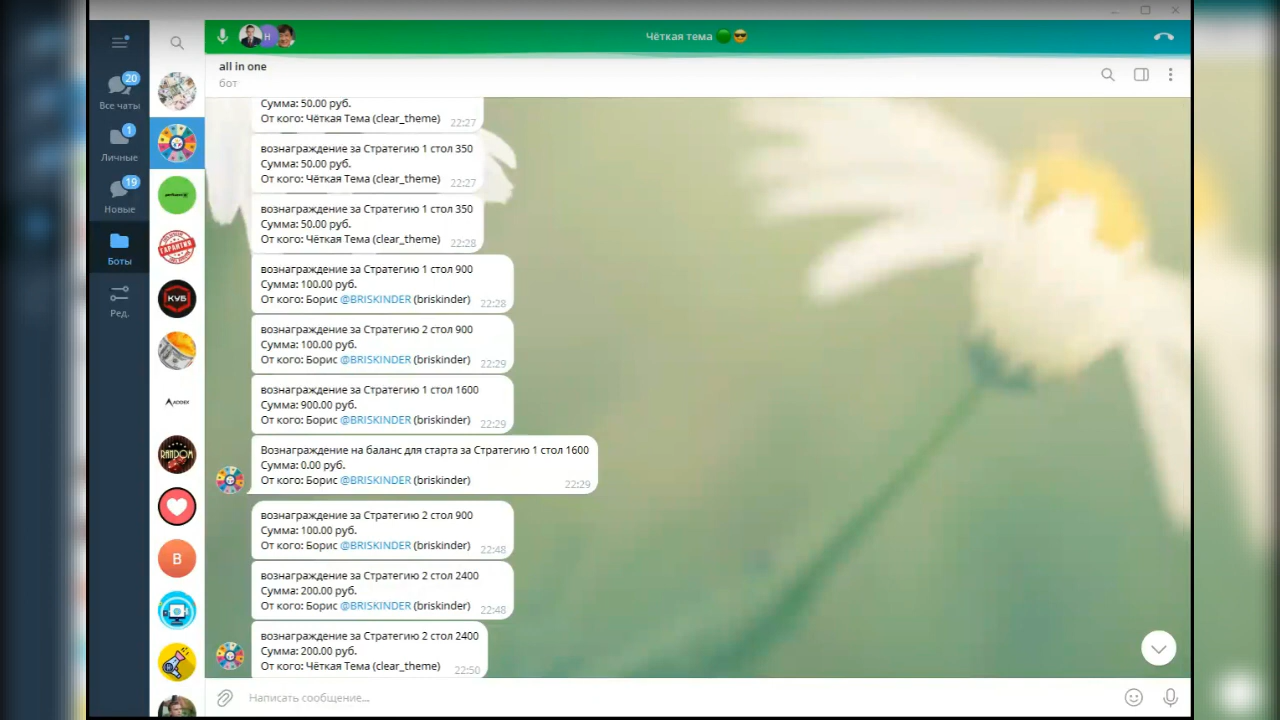 Чёткая тема
Н
all in one
бот
20
Все чаты
1
Личные
19
Новые
Боты
Ред.
ГАРАНТИЯ
КУБ
RANDOM
B
Сумма: 50.00 руб.
От кого: Чёткая Тема (clear_theme) 22:27
вознаграждение за Стратегию 1 стол 350
Сумма: 50.00 руб.
От кого: Чёткая Тема (clear_theme) 22:27
вознаграждение за Стратегию 1 стол 350
Сумма: 50.00 руб.
От кого: Чёткая Тема (clear_theme) 22:28
вознаграждение за Стратегию 1 стол 900
Сумма: 100.00 руб.
От кого: Борис @BRISKINDER (briskinder) 22:28
вознаграждение за Стратегию 2 стол 900
Сумма: 100.00 руб.
От кого: Борис @BRISKINDER (briskinder) 22:29
вознаграждение за Стратегию 1 стол 1600
Сумма: 900.00 руб.
От кого: Борис @BRISKINDER (briskinder) 22:29
Вознаграждение на баланс для старта за Стратегию 1 стол 1600
Сумма: 0.00 руб.
От кого: Борис @BRISKINDER (briskinder) 22:29
вознаграждение за Стратегию 2 стол 900
Сумма: 100.00 руб.
От кого: Борис @BRISKINDER (briskinder) 22:48
вознаграждение за Стратегию 2 стол 2400
Сумма: 200.00 руб.
От кого: Борис @BRISKINDER (briskinder) 22:48
вознаграждение за Стратегию 2 стол 2400
Сумма: 200.00 руб.
От кого: Чёткая Тема (clear_theme) 22:50
Написать сообщение...